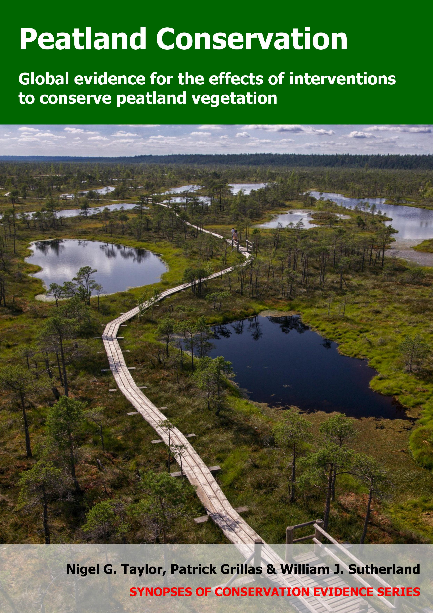 Peatland Conservation
Global evidence for the effects of interventions
to conserve peatland vegetation
Nigel G. Taylor, Patrick Grillas & William J. Sutherland
SYNOPSES OF CONSERVATION EVIDENCE SERIES